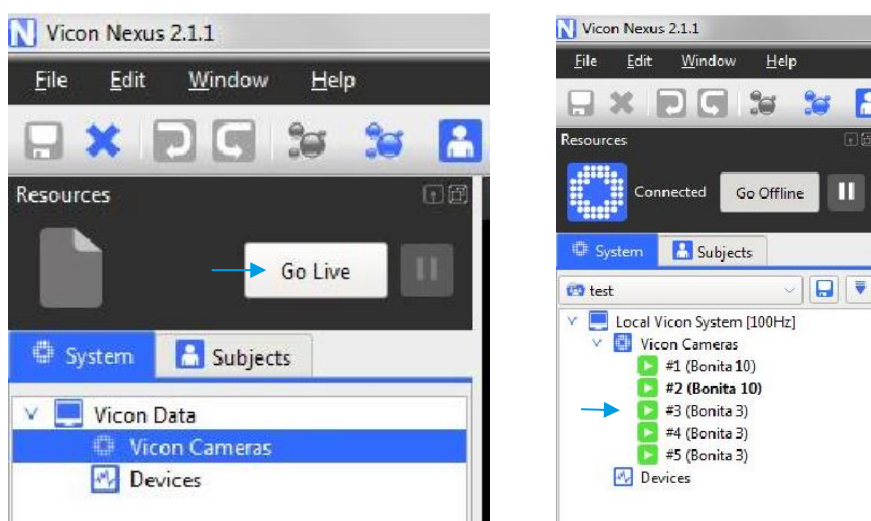 Vicon Nexus 2.1.1
File Edit Window Help
Resources
Go Live
System Subjects
Vicon Data
Vicon Cameras
Devices
Vicon Nexus 2.1.1
File Edit Window Help
Resources
Connected Go Offline
System Subjects
test
Local Vicon System [100Hz]
Vicon Cameras
#1 (Bonita 10)
#2 (Bonita 10)
#3 (Bonita 3)
#4 (Bonita 3)
#5 (Bonita 3)
Devices